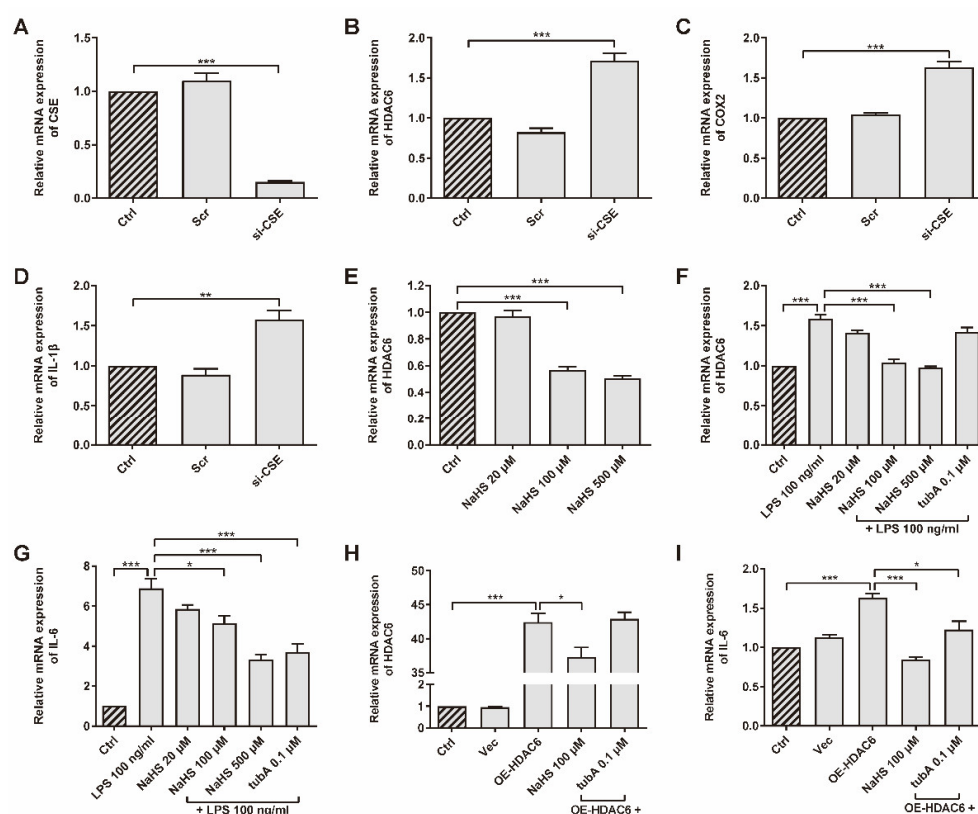 A
Relative mRNA expression
of CSE
1.5
1.0
0.5
0.0
***
Ctrl
Scr
si-CSE
B
Relative mRNA expression
of HDAC6
2.0
1.5
1.0
0.5
0.0
***
Ctrl
Scr
si-CSE
C
Relative mRNA expression
of COX2
2.0
1.5
1.0
0.5
0.0
***
Ctrl
Scr
si-CSE
D
Relative mRNA expression
of IL-1β
2.0
1.5
1.0
0.5
0.0
**
Ctrl
Scr
si-CSE
E
Relative mRNA expression
of HDAC6
1.2
1.0
0.8
0.6
0.4
0.2
0.0
***
***
Ctrl
NaHS 20 μM
NaHS 100 μM
NaHS 500 μM
F
Relative mRNA expression
of HDAC6
2.0
1.5
1.0
0.5
0.0
***
*** ***
Ctrl
LPS 100 ng/ml
NaHS 20 μM
NaHS 100 μM
NaHS 500 μM
tubA 0.1 μM
+ LPS 100 ng/ml
G
Relative mRNA expression
of IL-6
8
6
4
2
0
***
***
*** *
Ctrl
LPS 100 ng/ml
NaHS 20 μM
NaHS 100 μM
NaHS 500 μM
tubA 0.1 μM
+ LPS 100 ng/ml
H
Relative mRNA expression
of HDAC6
45
40
35
2
1
0
*** *
Ctrl
Vec
OE-HDAC6
NaHS 100 μM
tubA 0.1 μM
OE-HDAC6 +
I
Relative mRNA expression
of IL-6
2.0
1.5
1.0
0.5
0.0
*
*** ***
Ctrl
Vec
OE-HDAC6
NaHS 100 μM
tubA 0.1 μM
OE-HDAC6 +